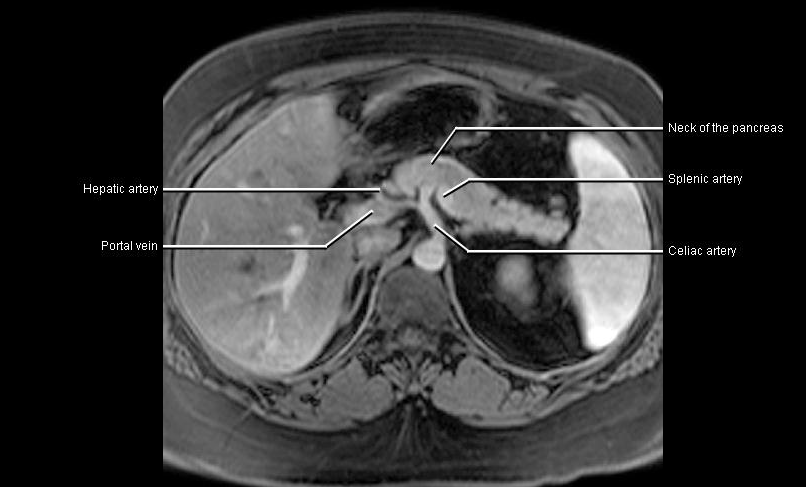 Neck of the pancreas
Hepatic artery
Splenic artery
Portal vein
Celiac artery